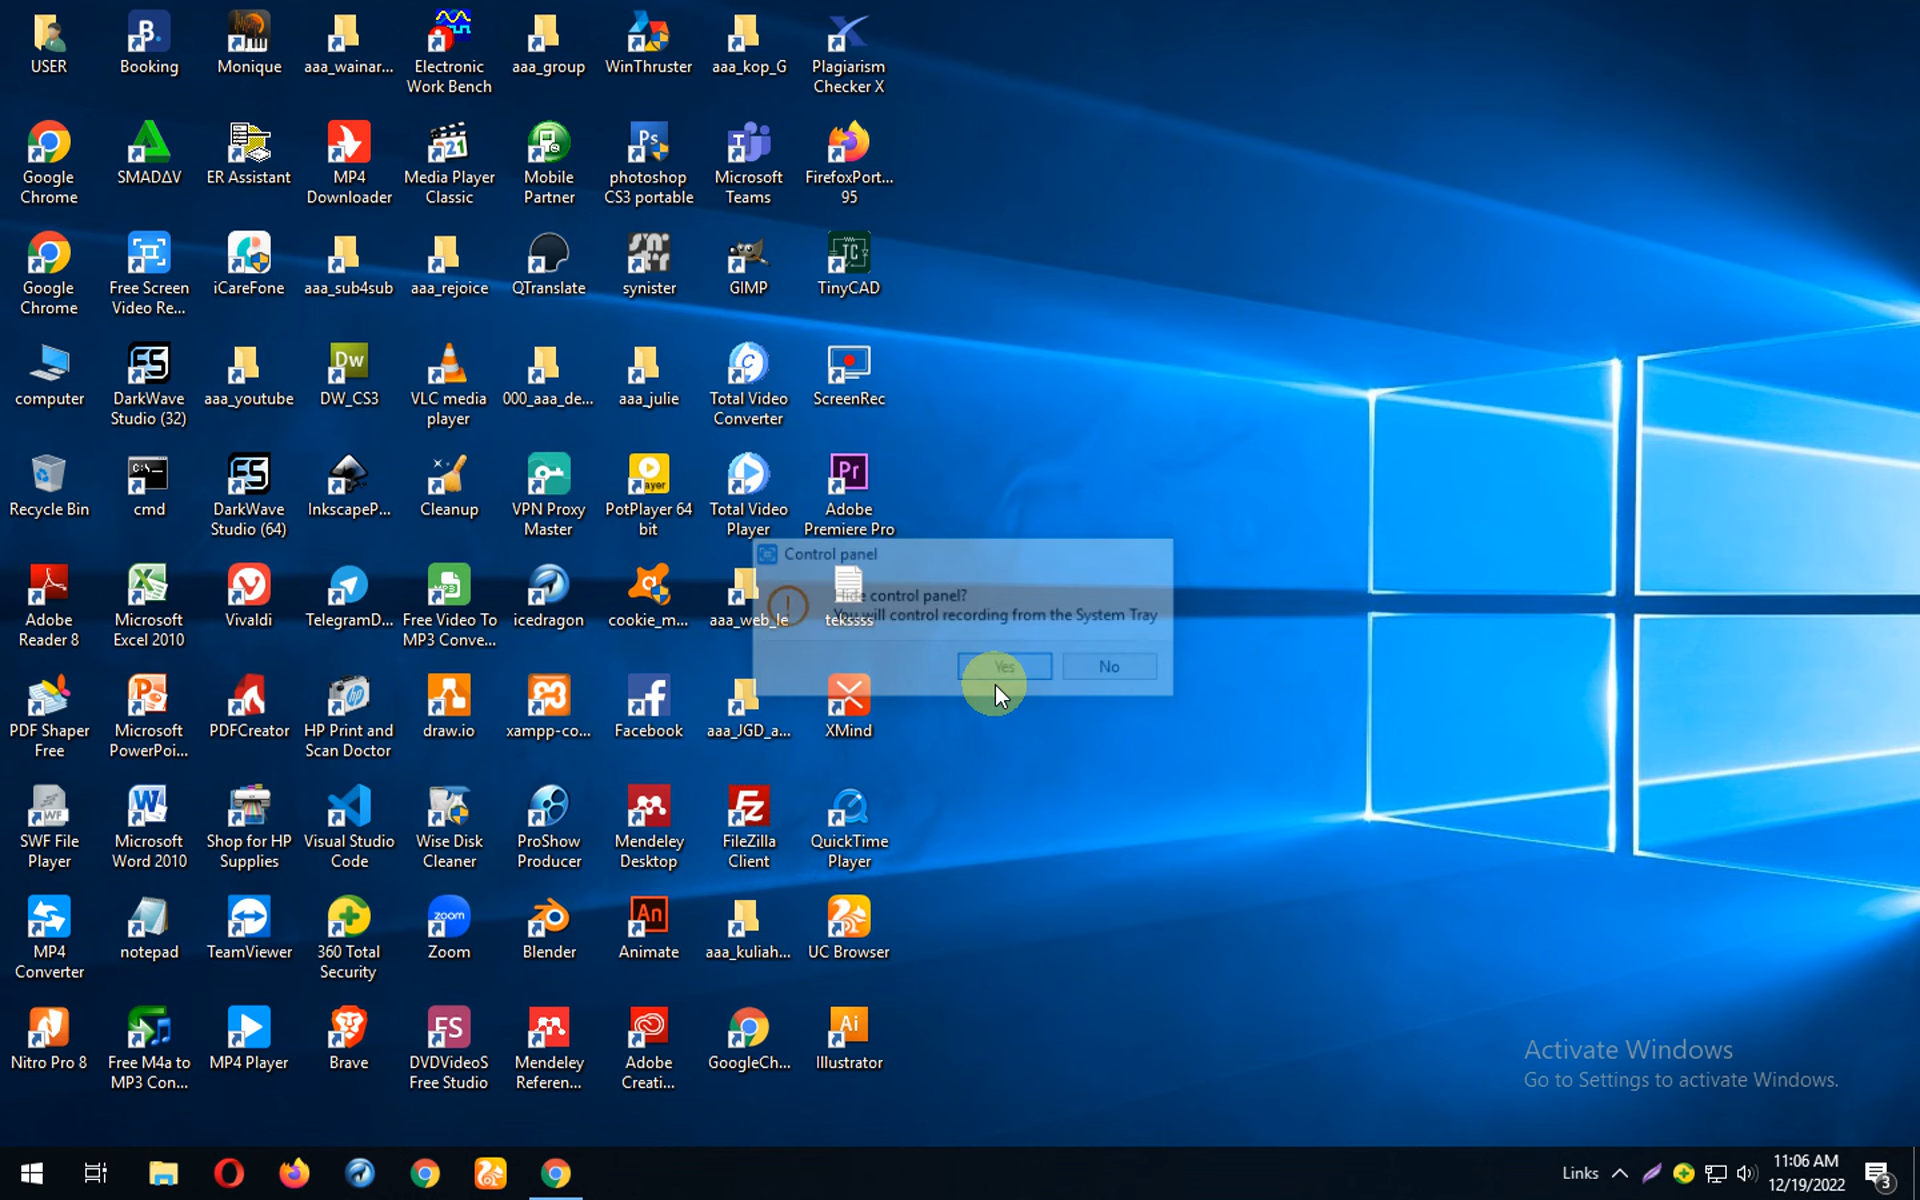 USER
Booking
Monique
aaa_wainar...
Electronic
Work Bench
aaa_group
WinThruster
aaa_kop_G
Plagiarism
Checker X
Google
Chrome
SMADΔV
ER Assistant
MP4
Downloader
Media Player
Classic
Mobile
Partner
photoshop
CS3 portable
Microsoft
Teams
FirefoxPort...
95
Google
Chrome
Free Screen
Video Re...
iCareFone
aaa_sub4sub
aaa_rejoice
QTranslate
synister
GIMP
TinyCAD
computer
DarkWave
Studio (32)
aaa_youtube
DW_CS3
VLC media
player
000_aaa_de...
aaa_julie
Total Video
Converter
ScreenRec
Recycle Bin
cmd
DarkWave
Studio (64)
InkscapeP...
Cleanup
VPN Proxy
Master
PotPlayer 64
bit
Total Video
Player
Adobe
Premiere Pro
Control panel
Hide control panel?
You will control recording from the System Tray
Yes
No
Adobe
Reader 8
Microsoft
Excel 2010
Vivaldi
TelegramD...
Free Video To
MP3 Conve...
icedragon
cookie_m...
aaa_web_le
tekssss
PDF Shaper
Free
Microsoft
PowerPoi...
PDFCreator
HP Print and
Scan Doctor
draw.io
xampp-co...
Facebook
aaa_JGD_a...
XMind
SWF File
Player
Microsoft
Word 2010
Shop for HP
Supplies
Visual Studio
Code
Wise Disk
Cleaner
ProShow
Producer
Mendeley
Desktop
FileZilla
Client
QuickTime
Player
MP4
Converter
notepad
TeamViewer
360 Total
Security
Zoom
Blender
Animate
aaa_kuliah...
UC Browser
Nitro Pro 8
Free M4a to
MP3 Con...
MP4 Player
Brave
DVDVideoS
Free Studio
Mendeley
Referen...
Adobe
Creati...
GoogleCh...
Illustrator
Activate Windows
Go to Settings to activate Windows.
Links
11:06 AM
12/19/2022
3